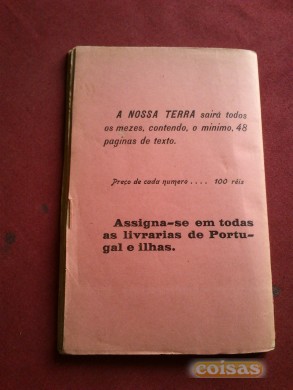 A NOSSA TERRA sairá todos
os mezes, contendo, o minimo, 48
paginas de texto.
Preço de cada numero .... 100 réis
Assigna-se em todas
as livrarias de Portu-
gal e ilhas.
coisas